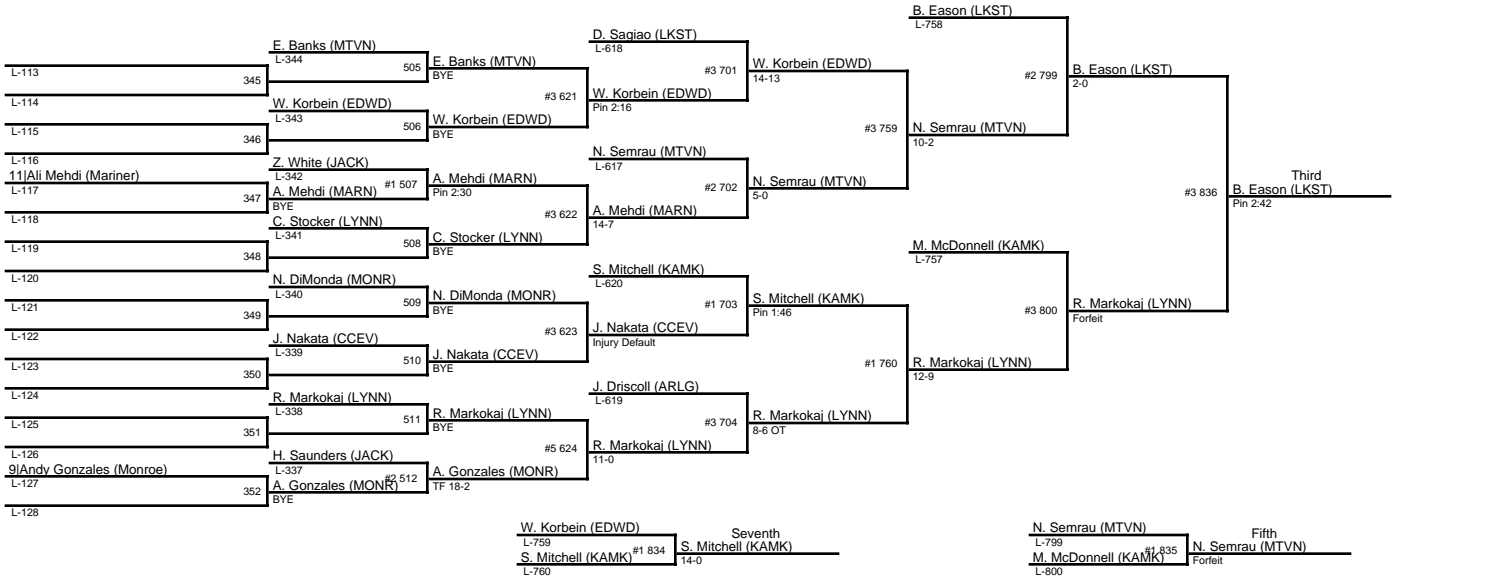 L-113
345
L-114
L-115
346
L-116
11|Ali Mehdi (Mariner)
L-117
347
L-118
L-119
348
L-120
L-121
349
L-122
L-123
350
L-124
L-125
351
L-126
9|Andy Gonzales (Monroe)
L-127
352
L-128
E. Banks (MTVN)
L-344
505
W. Korbein (EDWD)
L-343
506
Z. White (JACK)
L-342
#1 507
A. Mehdi (MARN)
BYE
C. Stocker (LYNN)
L-341
508
N. DiMonda (MONR)
L-340
509
J. Nakata (CCEV)
L-339
510
R. Markokaj (LYNN)
L-338
511
H. Saunders (JACK)
L-337
#2 512
A. Gonzales (MONR)
BYE
E. Banks (MTVN)
BYE
#3 621
W. Korbein (EDWD)
BYE
A. Mehdi (MARN)
Pin 2:30
#3 622
C. Stocker (LYNN)
BYE
N. DiMonda (MONR)
BYE
#3 623
J. Nakata (CCEV)
BYE
R. Markokaj (LYNN)
BYE
#5 624
A. Gonzales (MONR)
TF 18-2
D. Sagiao (LKST)
L-618
#3 701
W. Korbein (EDWD)
Pin 2:16
N. Semrau (MTVN)
L-617
#2 702
A. Mehdi (MARN)
14-7
S. Mitchell (KAMK)
L-620
#1 703
J. Nakata (CCEV)
Injury Default
J. Driscoll (ARLG)
L-619
#3 704
R. Markokaj (LYNN)
11-0
W. Korbein (EDWD)
14-13
#3 759
N. Semrau (MTVN)
5-0
S. Mitchell (KAMK)
Pin 1:46
#1 760
R. Markokaj (LYNN)
8-6 OT
B. Eason (LKST)
L-758
#2 799
N. Semrau (MTVN)
10-2
M. McDonnell (KAMK)
L-757
#3 800
R. Markokaj (LYNN)
12-9
B. Eason (LKST)
2-0
#3 836
R. Markokaj (LYNN)
Forfeit
Third
B. Eason (LKST)
Pin 2:42
W. Korbein (EDWD)
L-759
#1 834
S. Mitchell (KAMK)
L-760
Seventh
S. Mitchell (KAMK)
14-0
N. Semrau (MTVN)
L-799
#1 835
M. McDonnell (KAMK)
L-800
Fifth
N. Semrau (MTVN)
Forfeit